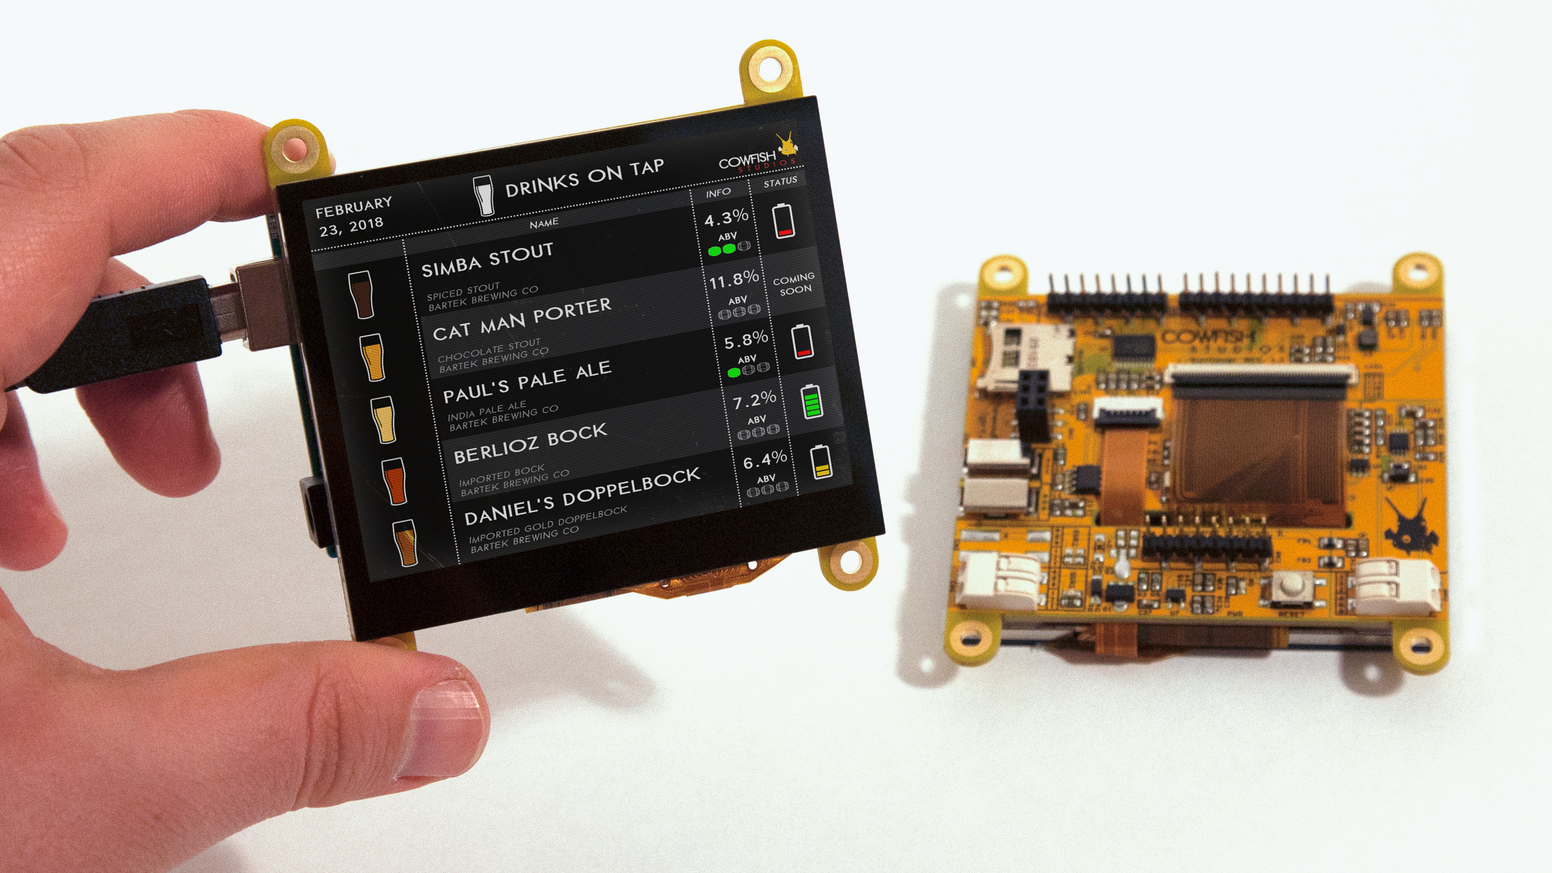 FEBRUARY
23, 2018
DRINKS ON TAP
COWFISH
STUDIOS
NAME
INFO
STATUS
SIMBA STOUT
SPICED STOUT
BARTEK BREWING CO
4.3%
ABV
CAT MAN PORTER
CHOCOLATE STOUT
BARTEK BREWING CO
11.8%
ABV
COMING
SOON
PAUL'S PALE ALE
INDIA PALE ALE
BARTEK BREWING CO
5.8%
ABV
BERLIOZ BOCK
IMPORTED BOCK
BARTEK BREWING CO
7.2%
ABV
DANIEL'S DOPPELBOCK
IMPORTED GOLD DOPPELBOCK
BARTEK BREWING CO
6.4%
ABV
COWFISH
STUDIOS
PWR
RESET